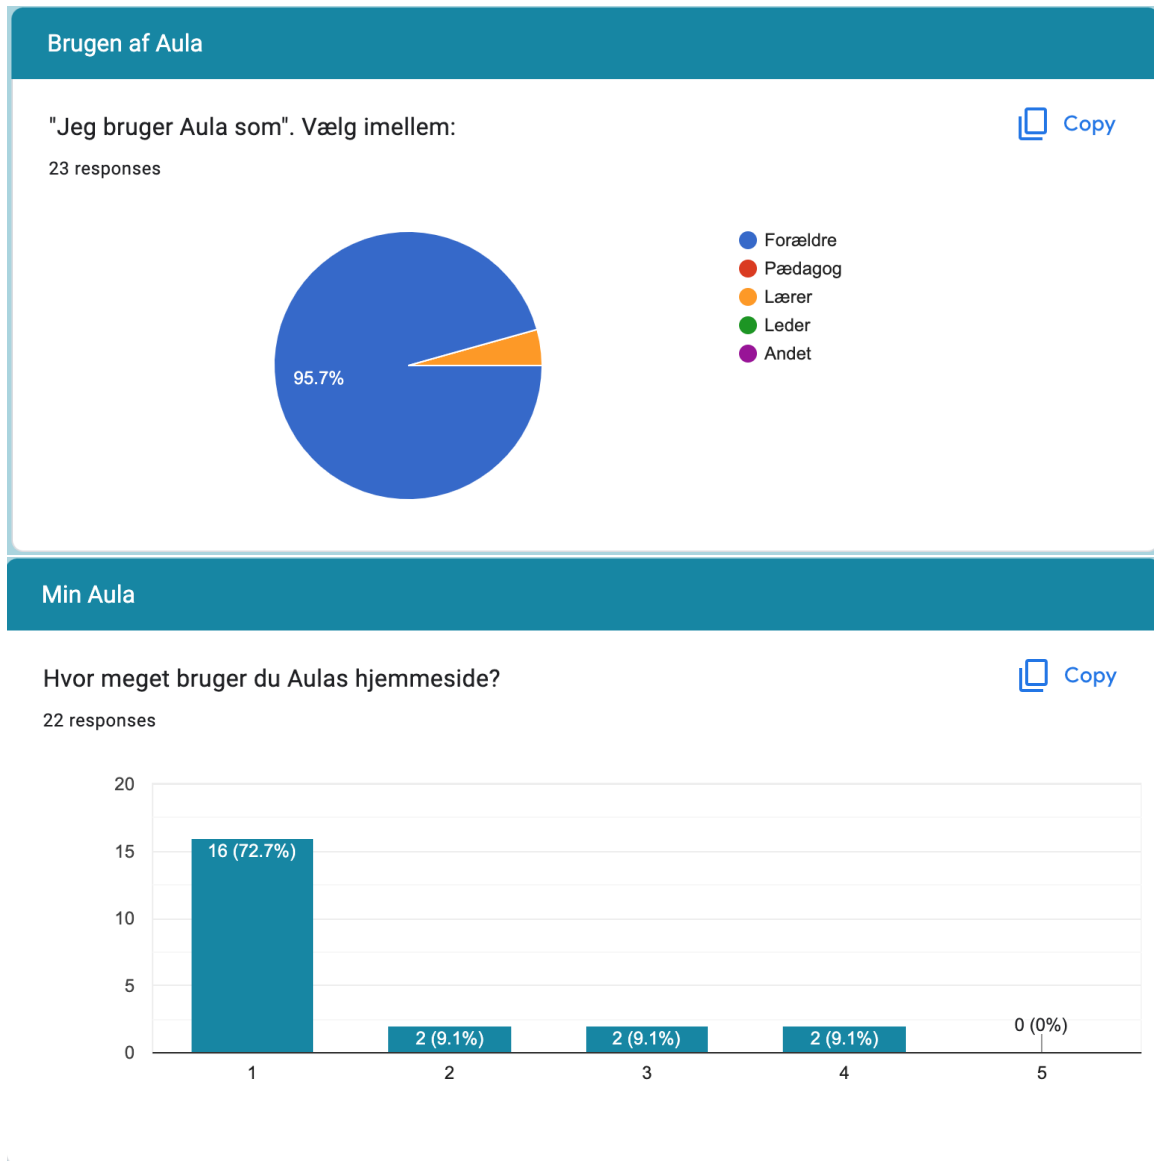 Brugen af Aula
"Jeg bruger Aula som". Vælg imellem:
Copy
23 responses
95.7%
Forældre
Pædagog
Lærer
Leder
Andet
Min Aula
Hvor meget bruger du Aulas hjemmeside?
Copy
22 responses
20
15
10
5
0
16 (72.7%)
2 (9.1%)
2 (9.1%)
2 (9.1%)
0 (0%)
1
2
3
4
5